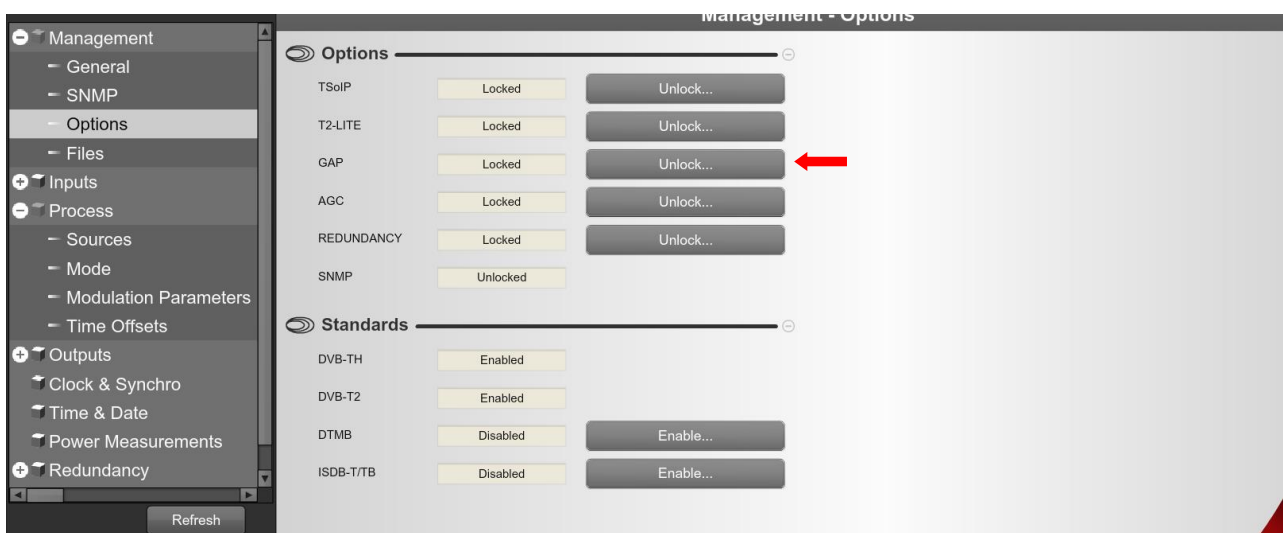 Management - Options
Management
General
SNMP
Options
Files
Inputs
Process
Sources
Mode
Modulation Parameters
Time Offsets
Outputs
Clock & Synchro
Time & Date
Power Measurements
Redundancy
Refresh
Options
TSoIP Locked Unlock...
T2-LITE Locked Unlock...
GAP Locked Unlock...
AGC Locked Unlock...
REDUNDANCY Locked Unlock...
SNMP Unlocked
Standards
DVB-TH Enabled
DVB-T2 Enabled
DTMB Disabled Enable...
ISDB-T/TB Disabled Enable...